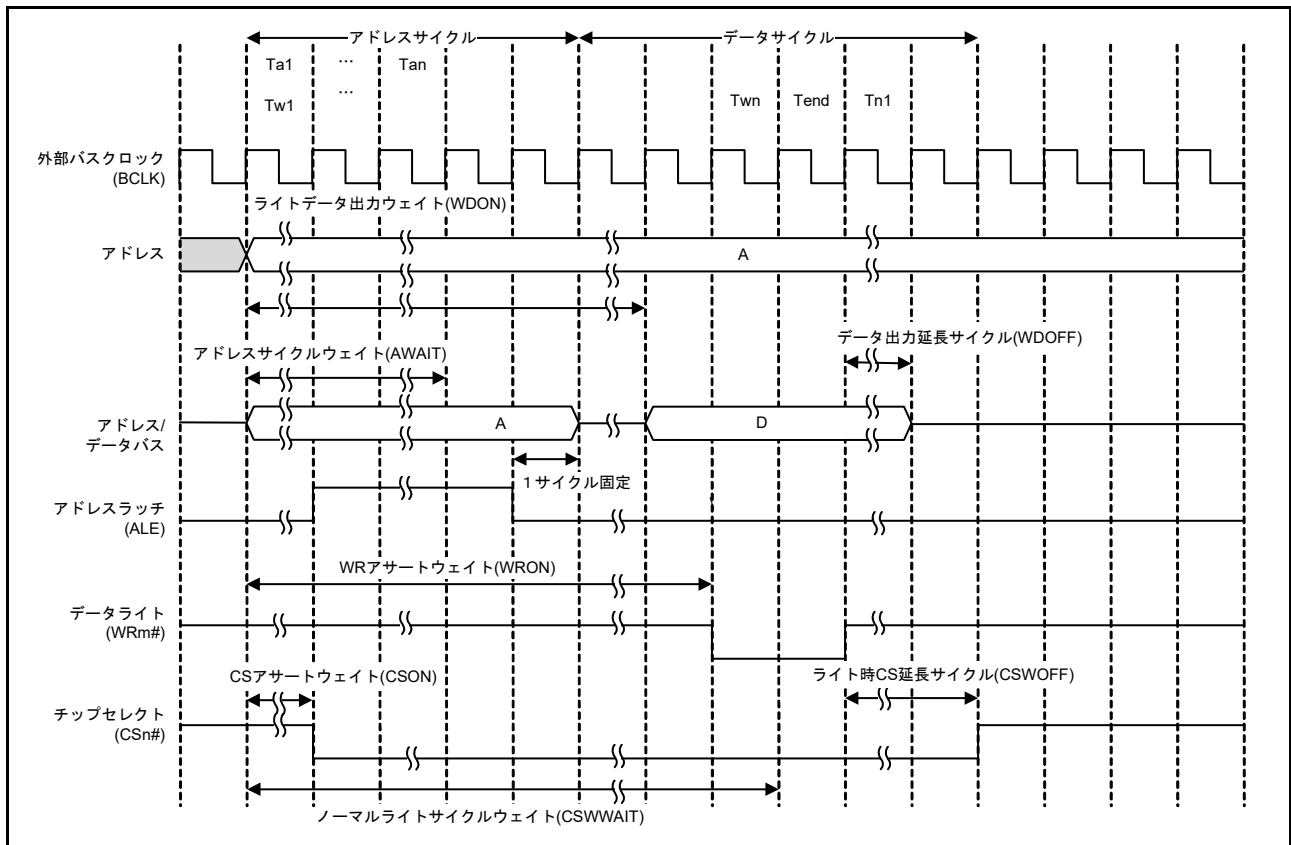 アドレスサイクル
データサイクル
Ta1
...
Tan
Tw1
...
Twn
Tend
Tn1
外部バスクロック
(BCLK)
ライトデータ出力ウェイト(WDON)
アドレス
A
データ出力延長サイクル(WDOFF)
アドレスサイクルウェイト(AWAIT)
アドレス/
データバス
A
D
1サイクル固定
アドレスラッチ
(ALE)
WRアサートウェイト(WRON)
データライト
(WRm#)
CSアサートウェイト(CSON)
ライト時CS延長サイクル(CSWOFF)
チップセレクト
(CSn#)
ノーマルライトサイクルウェイト(CSWWAIT)